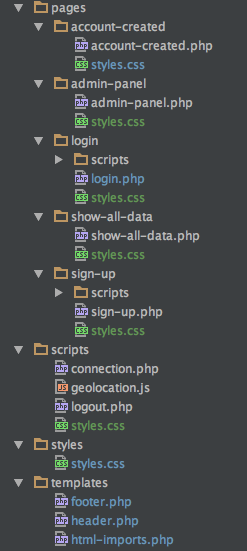 pages
account-created
account-created.php
styles.css
admin-panel
admin-panel.php
styles.css
login
scripts
login.php
styles.css
show-all-data
show-all-data.php
styles.css
sign-up
scripts
sign-up.php
styles.css
scripts
connection.php
geolocation.js
logout.php
styles.css
styles
styles.css
templates
footer.php
header.php
html-imports.php